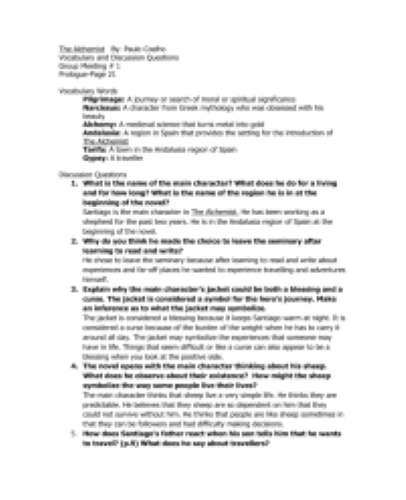 The Alchemist  By: Paulo Coelho
Vocabulary and Discussion Questions
Group Meeting # 1
Prologue-Page 21
Vocabulary Words
Pilgrimage: A journey or search of moral or spiritual significance
Narcissus: A character from Greek mythology who was obsessed with his
beauty
Alchemy: A medieval science that turns metal into gold
Andalusia: A region in Spain that provides the setting for the introduction of
The Alchemist
Tarifa: A town in the Andalusia region of Spain
Gypsy: A traveller
Discussion Questions
1. What is the name of the main character? What does he do for a living
and for how long? What is the name of the region he is in at the
beginning of the novel?
Santiago is the main character in The Alchemist. He has been working as a
shepherd for the past two years. He is in the Andalusia region of Spain at the
beginning of the novel.
2. Why do you think he made the choice to leave the seminary after
learning to read and write?
He chose to leave the seminary because after learning to read and write about
experiences and far-off places he wanted to experience travelling and adventures
himself.
3. Explain why the main character's jacket could be both a blessing and a
curse. The jacket is considered a symbol for the hero's journey. Make
an inference as to what the jacket may symbolize.
The jacket is considered a blessing because it keeps Santiago warm at night. It is
considered a curse because of the burden of the weight when he has to carry it
around all day. The jacket may symbolize the experiences that someone may
have in life. Things that seem difficult or like a curse can also appear to be a
blessing when you look at the positive side.
4. The novel opens with the main character thinking about his sheep.
What does he observe about their existence? How might the sheep
symbolize the way some people live their lives?
The main character thinks that sheep live a very simple life. He thinks they are
predictable. He believes that they sheep are so dependent on him that they
could not survive without him. He thinks that people are like sheep sometimes in
that they can be followers and had difficulty making decisions.
5. How does Santiago's father react when his son tells him that he wants
to travel? (p.8) What does he say about travellers?